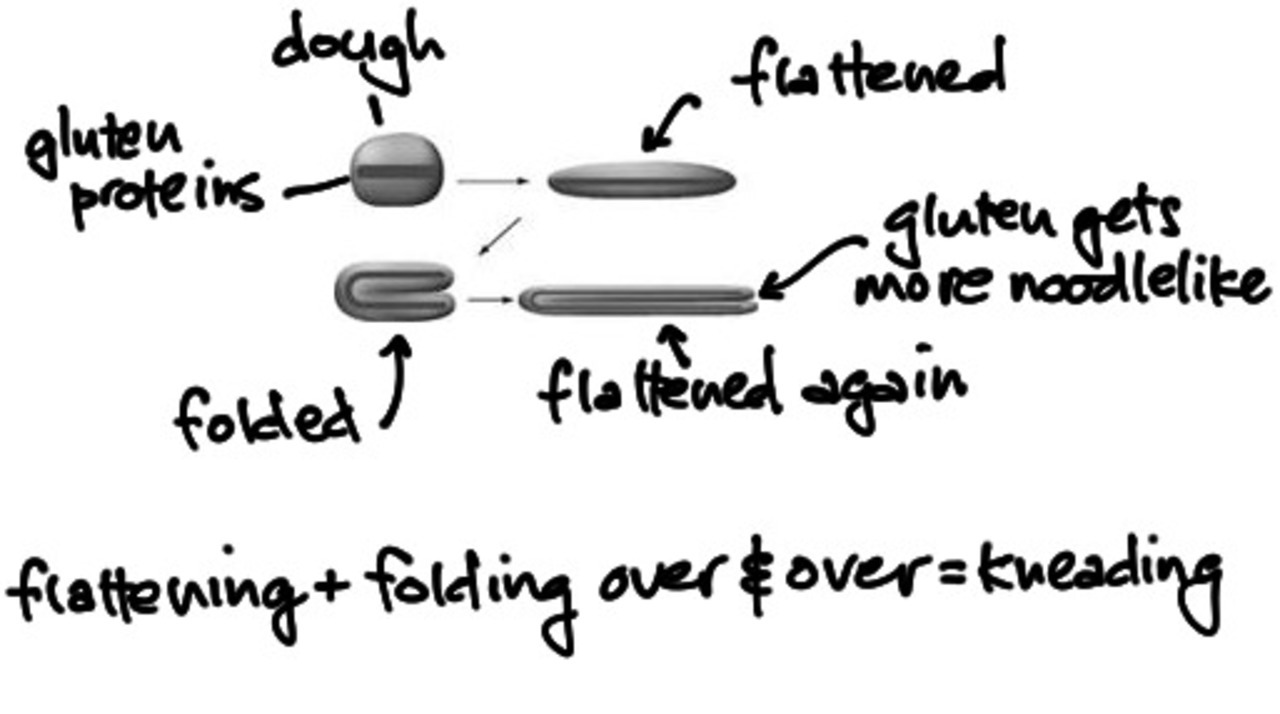 dough
flattened
gluten
proteins
gluten gets
more noodlelike
folded
flattened again
flattening + folding over & over = kneading